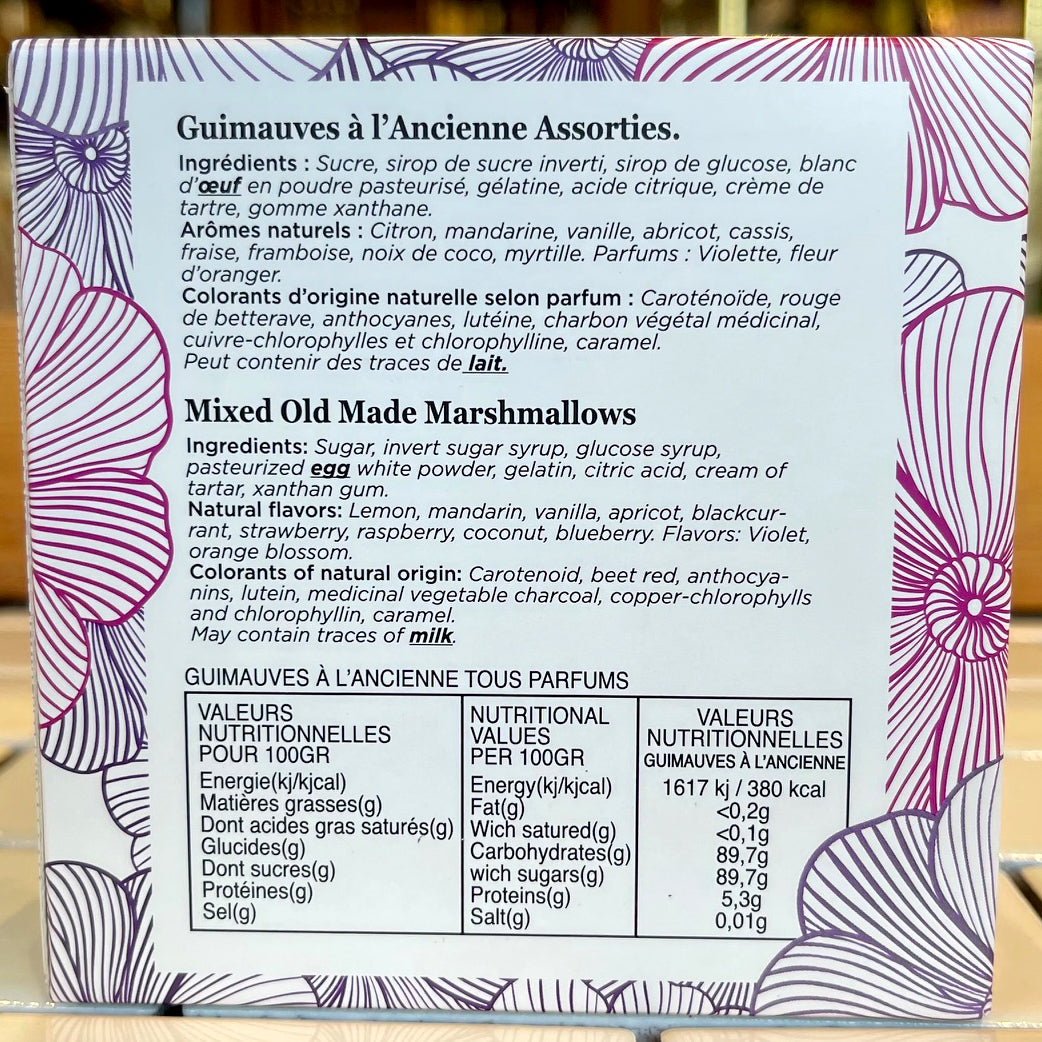 Guimauves à l'Ancienne Assorties.
Ingrédients : Sucre, sirop de sucre inverti, sirop de glucose, blanc
d'œuf en poudre pasteurisé, gélatine, acide citrique, crème de
tartre, gomme xanthane.
Arômes naturels : Citron, mandarine, vanille, abricot, cassis,
fraise, framboise, noix de coco, myrtille. Parfums : Violette, fleur
d'oranger.
Colorants d'origine naturelle selon parfum : Caroténoïde, rouge
de betterave, anthocyanes, lutéine, charbon végétal médicinal,
cuivre-chlorophylles et chlorophylline, caramel.
Peut contenir des traces de lait.
Mixed Old Made Marshmallows
Ingredients: Sugar, invert sugar syrup, glucose syrup,
pasteurized egg white powder, gelatin, citric acid, cream of
tartar, xanthan gum.
Natural flavors: Lemon, mandarin, vanilla, apricot, blackcur-
rant, strawberry, raspberry, coconut, blueberry. Flavors: Violet,
orange blossom.
Colorants of natural origin: Carotenoid, beet red, anthocya-
nins, lutein, medicinal vegetable charcoal, copper-chlorophylls
and chlorophyllin, caramel.
May contain traces of milk.
GUIMAUVES À L'ANCIENNE TOUS PARFUMS
VALEURS
NUTRITIONNELLES
POUR 100GR
Energie(kj/kjcal)
Matières grasses(g)
Dont acides gras saturés(g)
Glucides(g)
Dont sucres(g)
Protéines(g)
Sel(g)
NUTRITIONAL
VALUES
PER 100GR
Energy(kj/kjcal)
Fat(g)
Wich satured(g)
Carbohydrates(g)
wich sugars(g)
Proteins(g)
Salt(g)
VALEURS
NUTRITIONNELLES
GUIMAUVES À L'ANCIENNE
1617 kj / 380 kcal
<0,2g
<0,1g
89,7g
89,7g
5,3g
0,01g